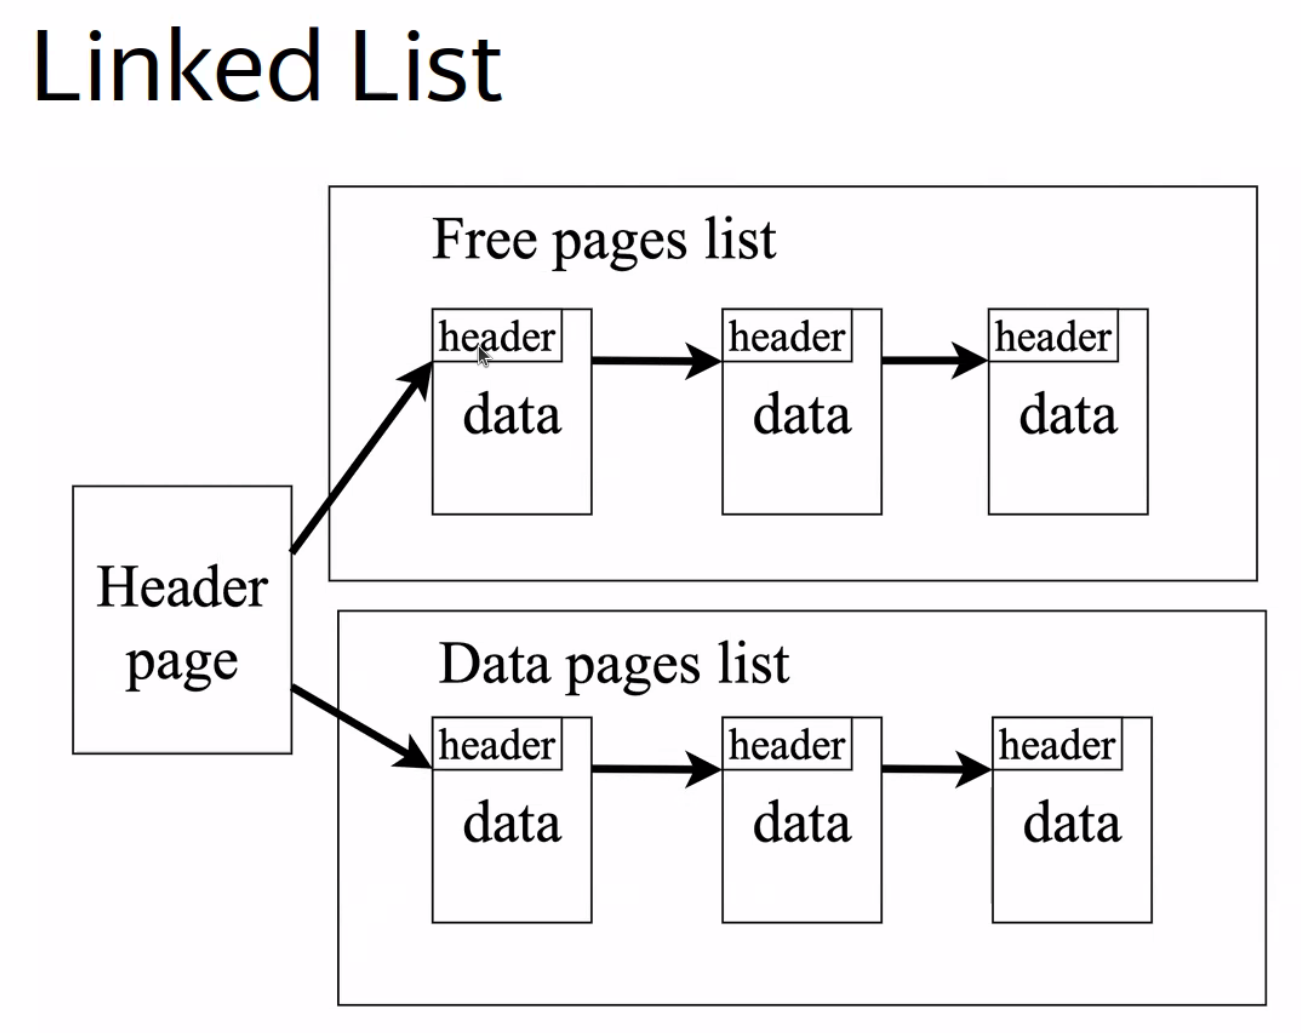 Linked List
Free pages list
header
data
header
data
header
data
Header
page
Data pages list
header
data
header
data
header
data